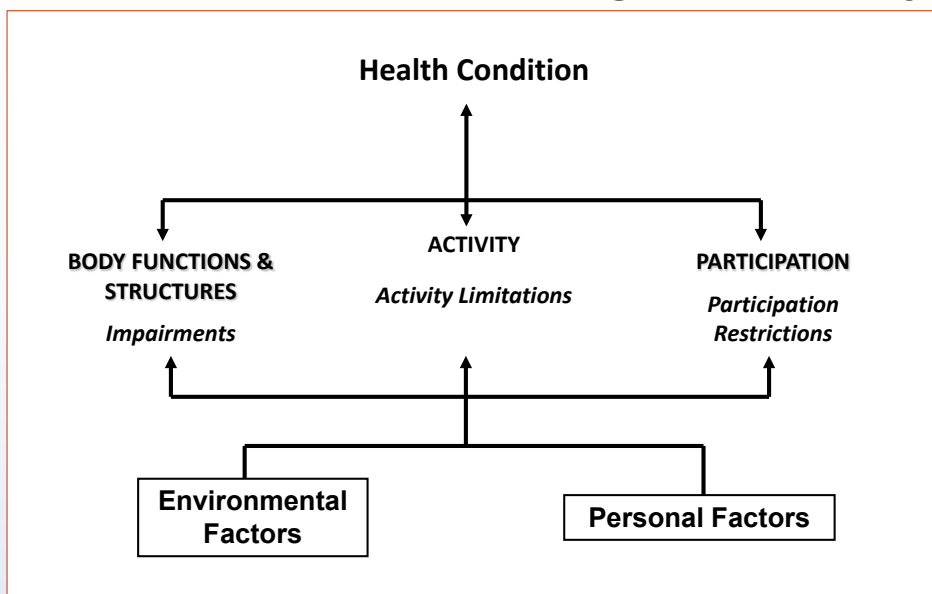 Health Condition
BODY FUNCTIONS &
STRUCTURES
Impairments
ACTIVITY
Activity Limitations
PARTICIPATION
Participation
Restrictions
Environmental
Factors
Personal Factors